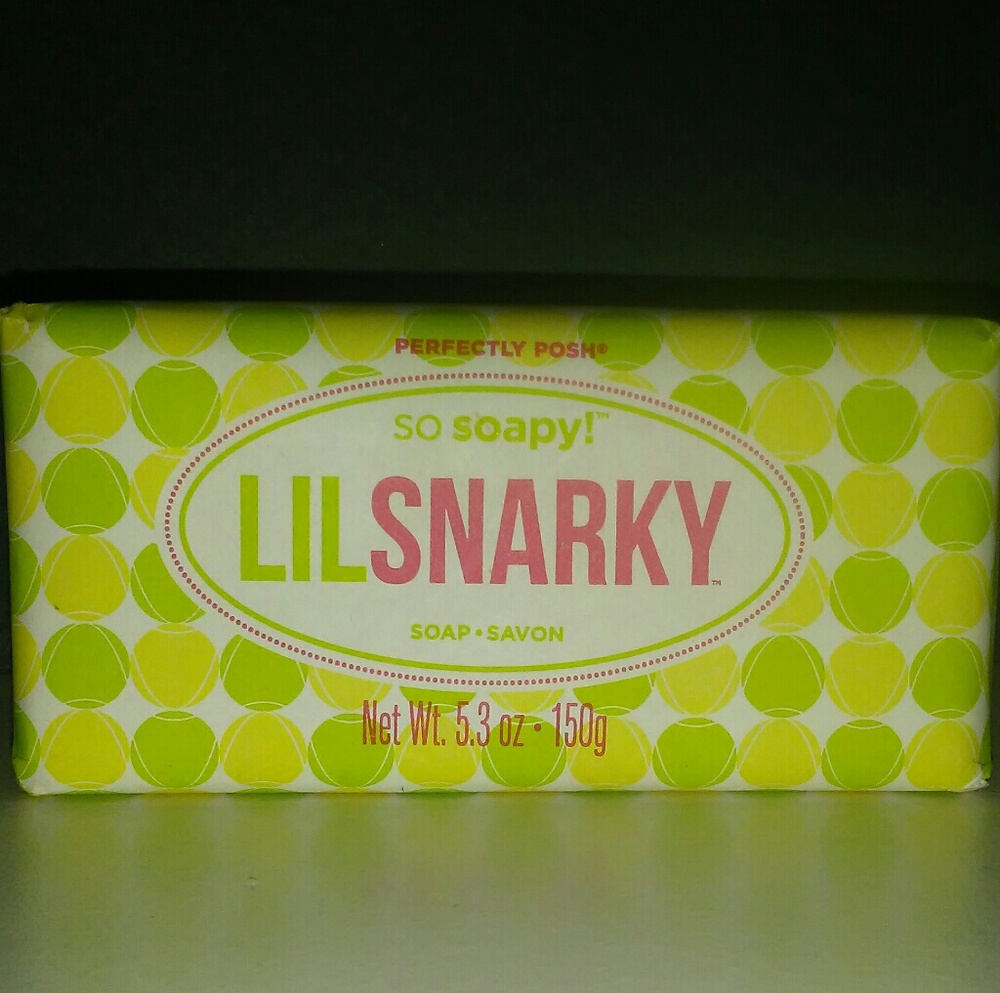 PERFECTLY POSH®
so soapy!™
LILSNARKY™
SOAP • SAVON
Net Wt. 5.3 oz • 150g